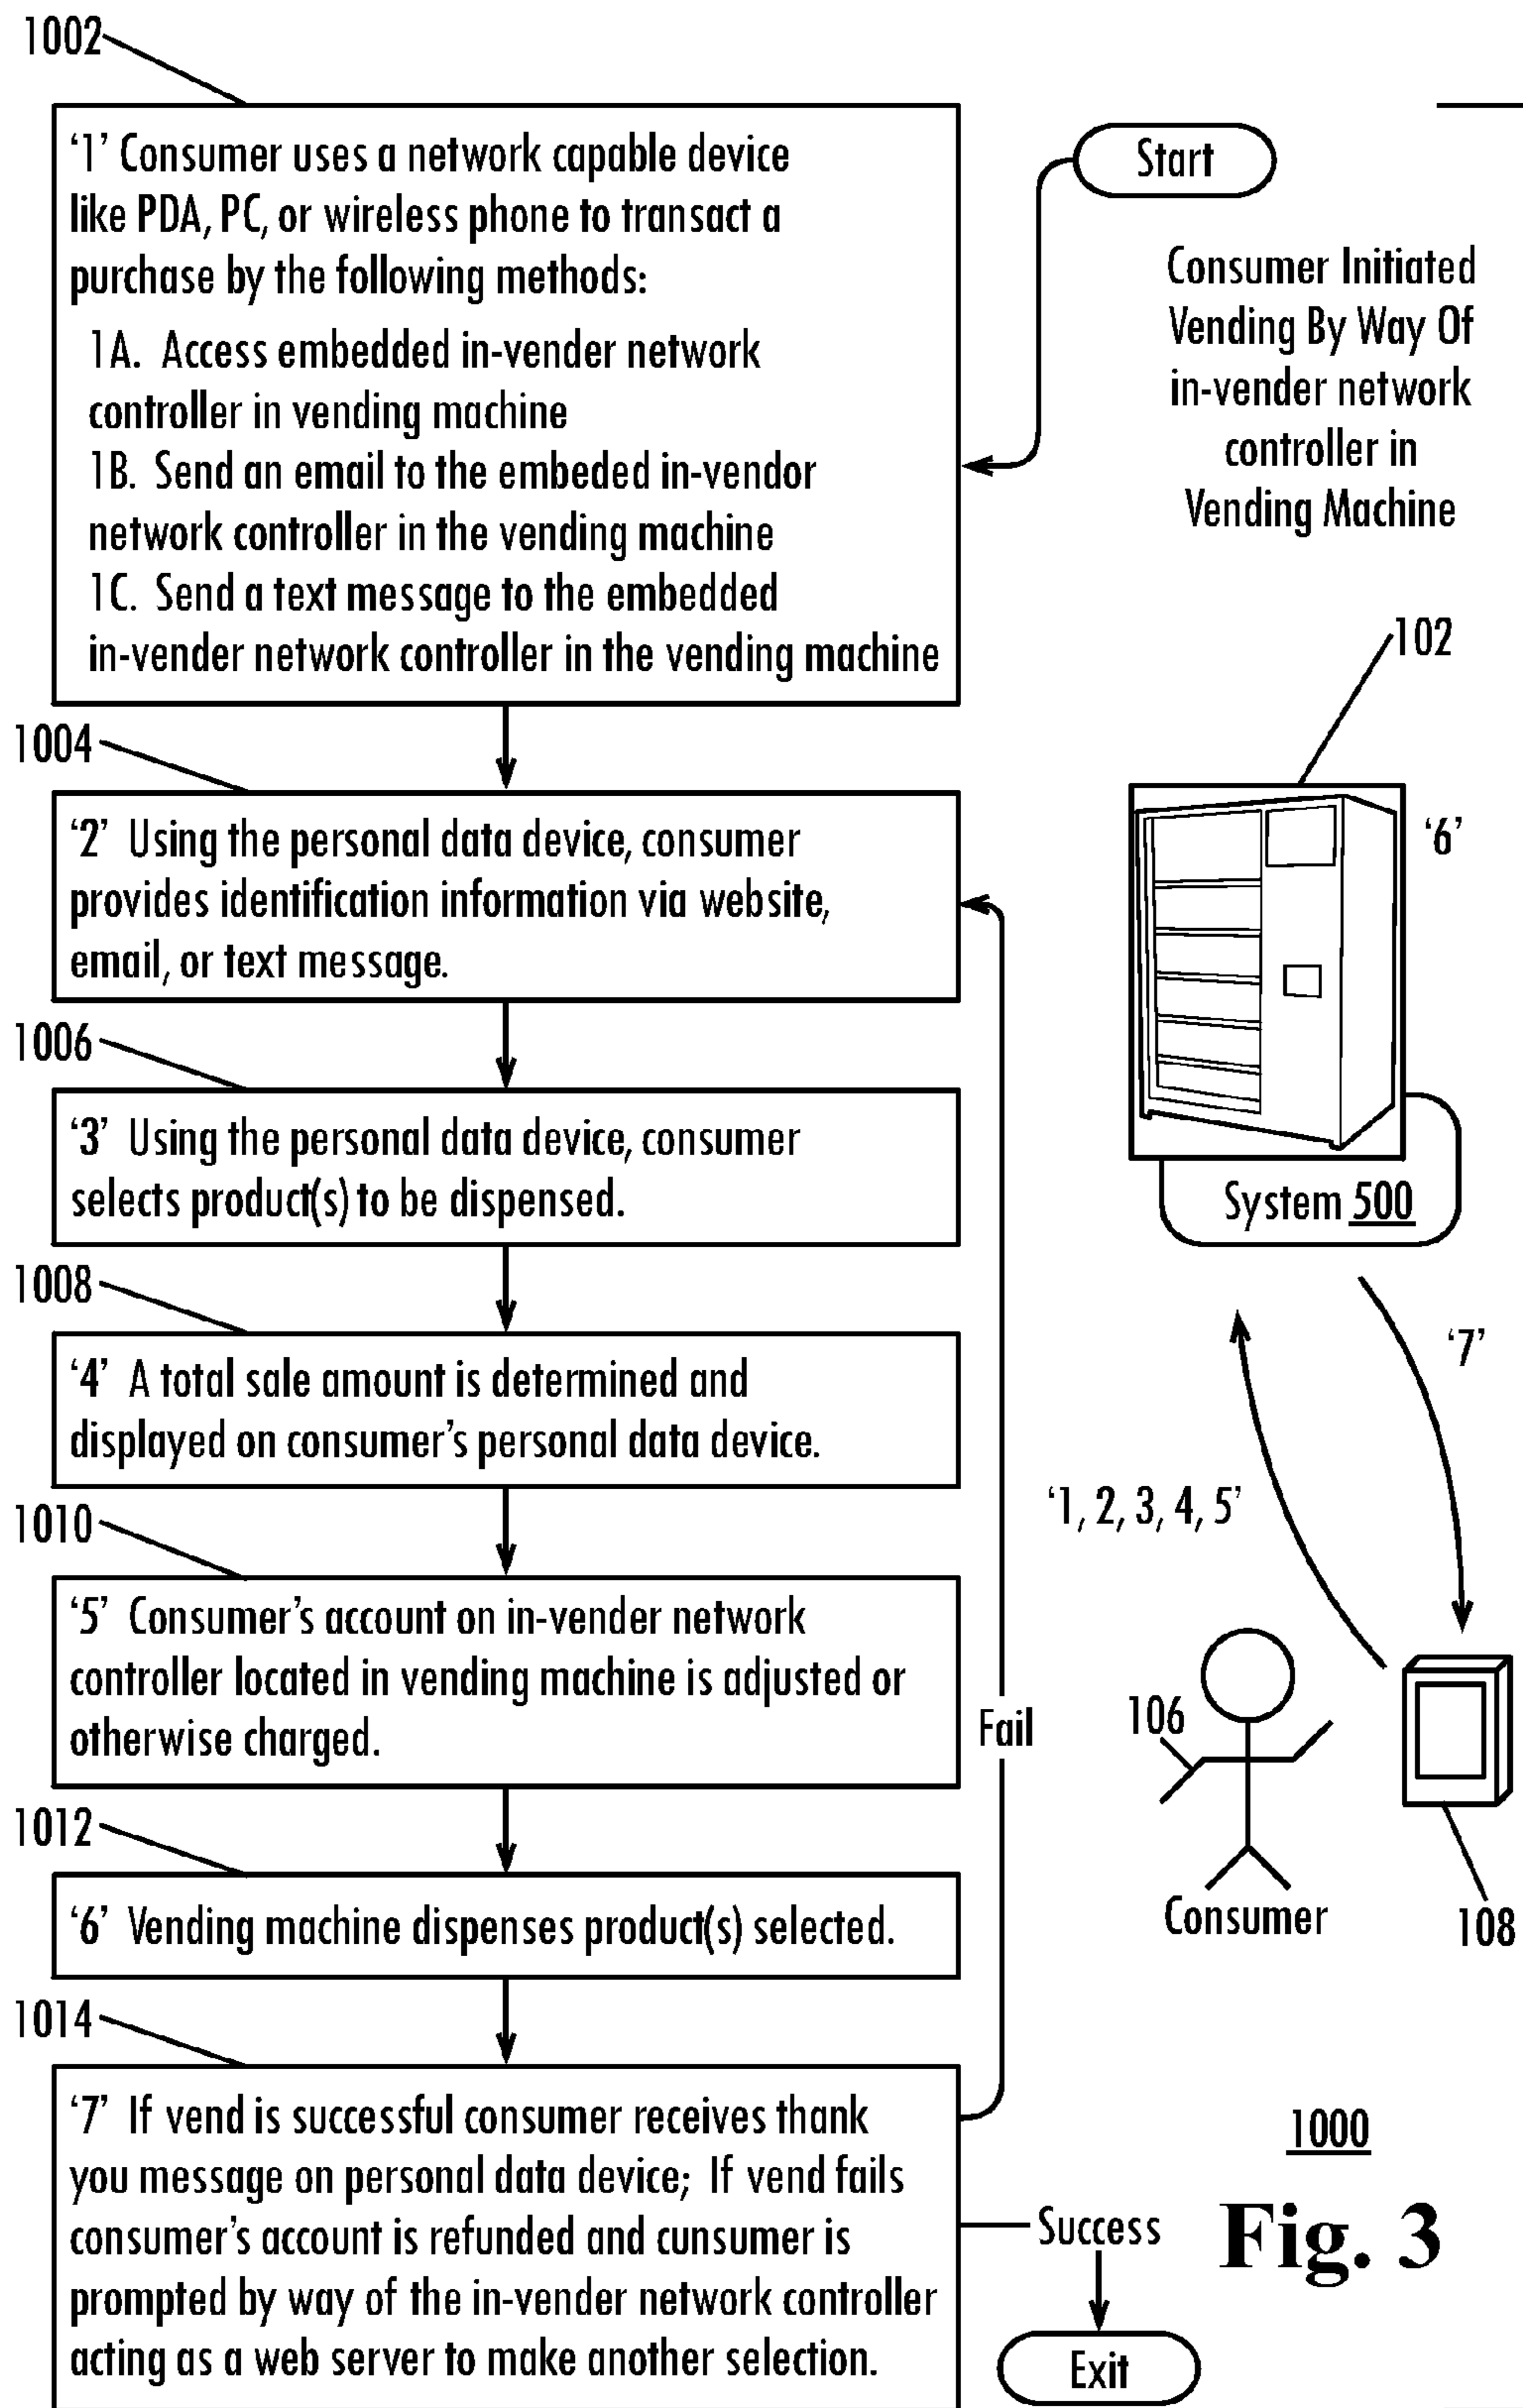 1002
‘1’ Consumer uses a network capable device
like PDA, PC, or wireless phone to transact a
purchase by the following methods:
1A. Access embedded in-vender network
controller in vending machine
1B. Send an email to the embeded in-vendor
network controller in the vending machine
1C. Send a text message to the embedded
in-vender network controller in the vending machine
Start
Consumer Initiated
Vending By Way Of
in-vender network
controller in
Vending Machine
1004
‘2’ Using the personal data device, consumer
provides identification information via website,
email, or text message.
1006
‘3’ Using the personal data device, consumer
selects product(s) to be dispensed.
1008
‘4’ A total sale amount is determined and
displayed on consumer’s personal data device.
1010
‘5’ Consumer’s account on in-vender network
controller located in vending machine is adjusted or
otherwise charged.
1012
‘6’ Vending machine dispenses product(s) selected.
1014
‘7’ If vend is successful consumer receives thank
you message on personal data device; If vend fails
consumer’s account is refunded and cunsumer is
prompted by way of the in-vender network controller
acting as a web server to make another selection.
Fail
Success
Exit
102
‘6’
System 500
‘7’
‘1, 2, 3, 4, 5’
106
Consumer
108
1000
Fig. 3